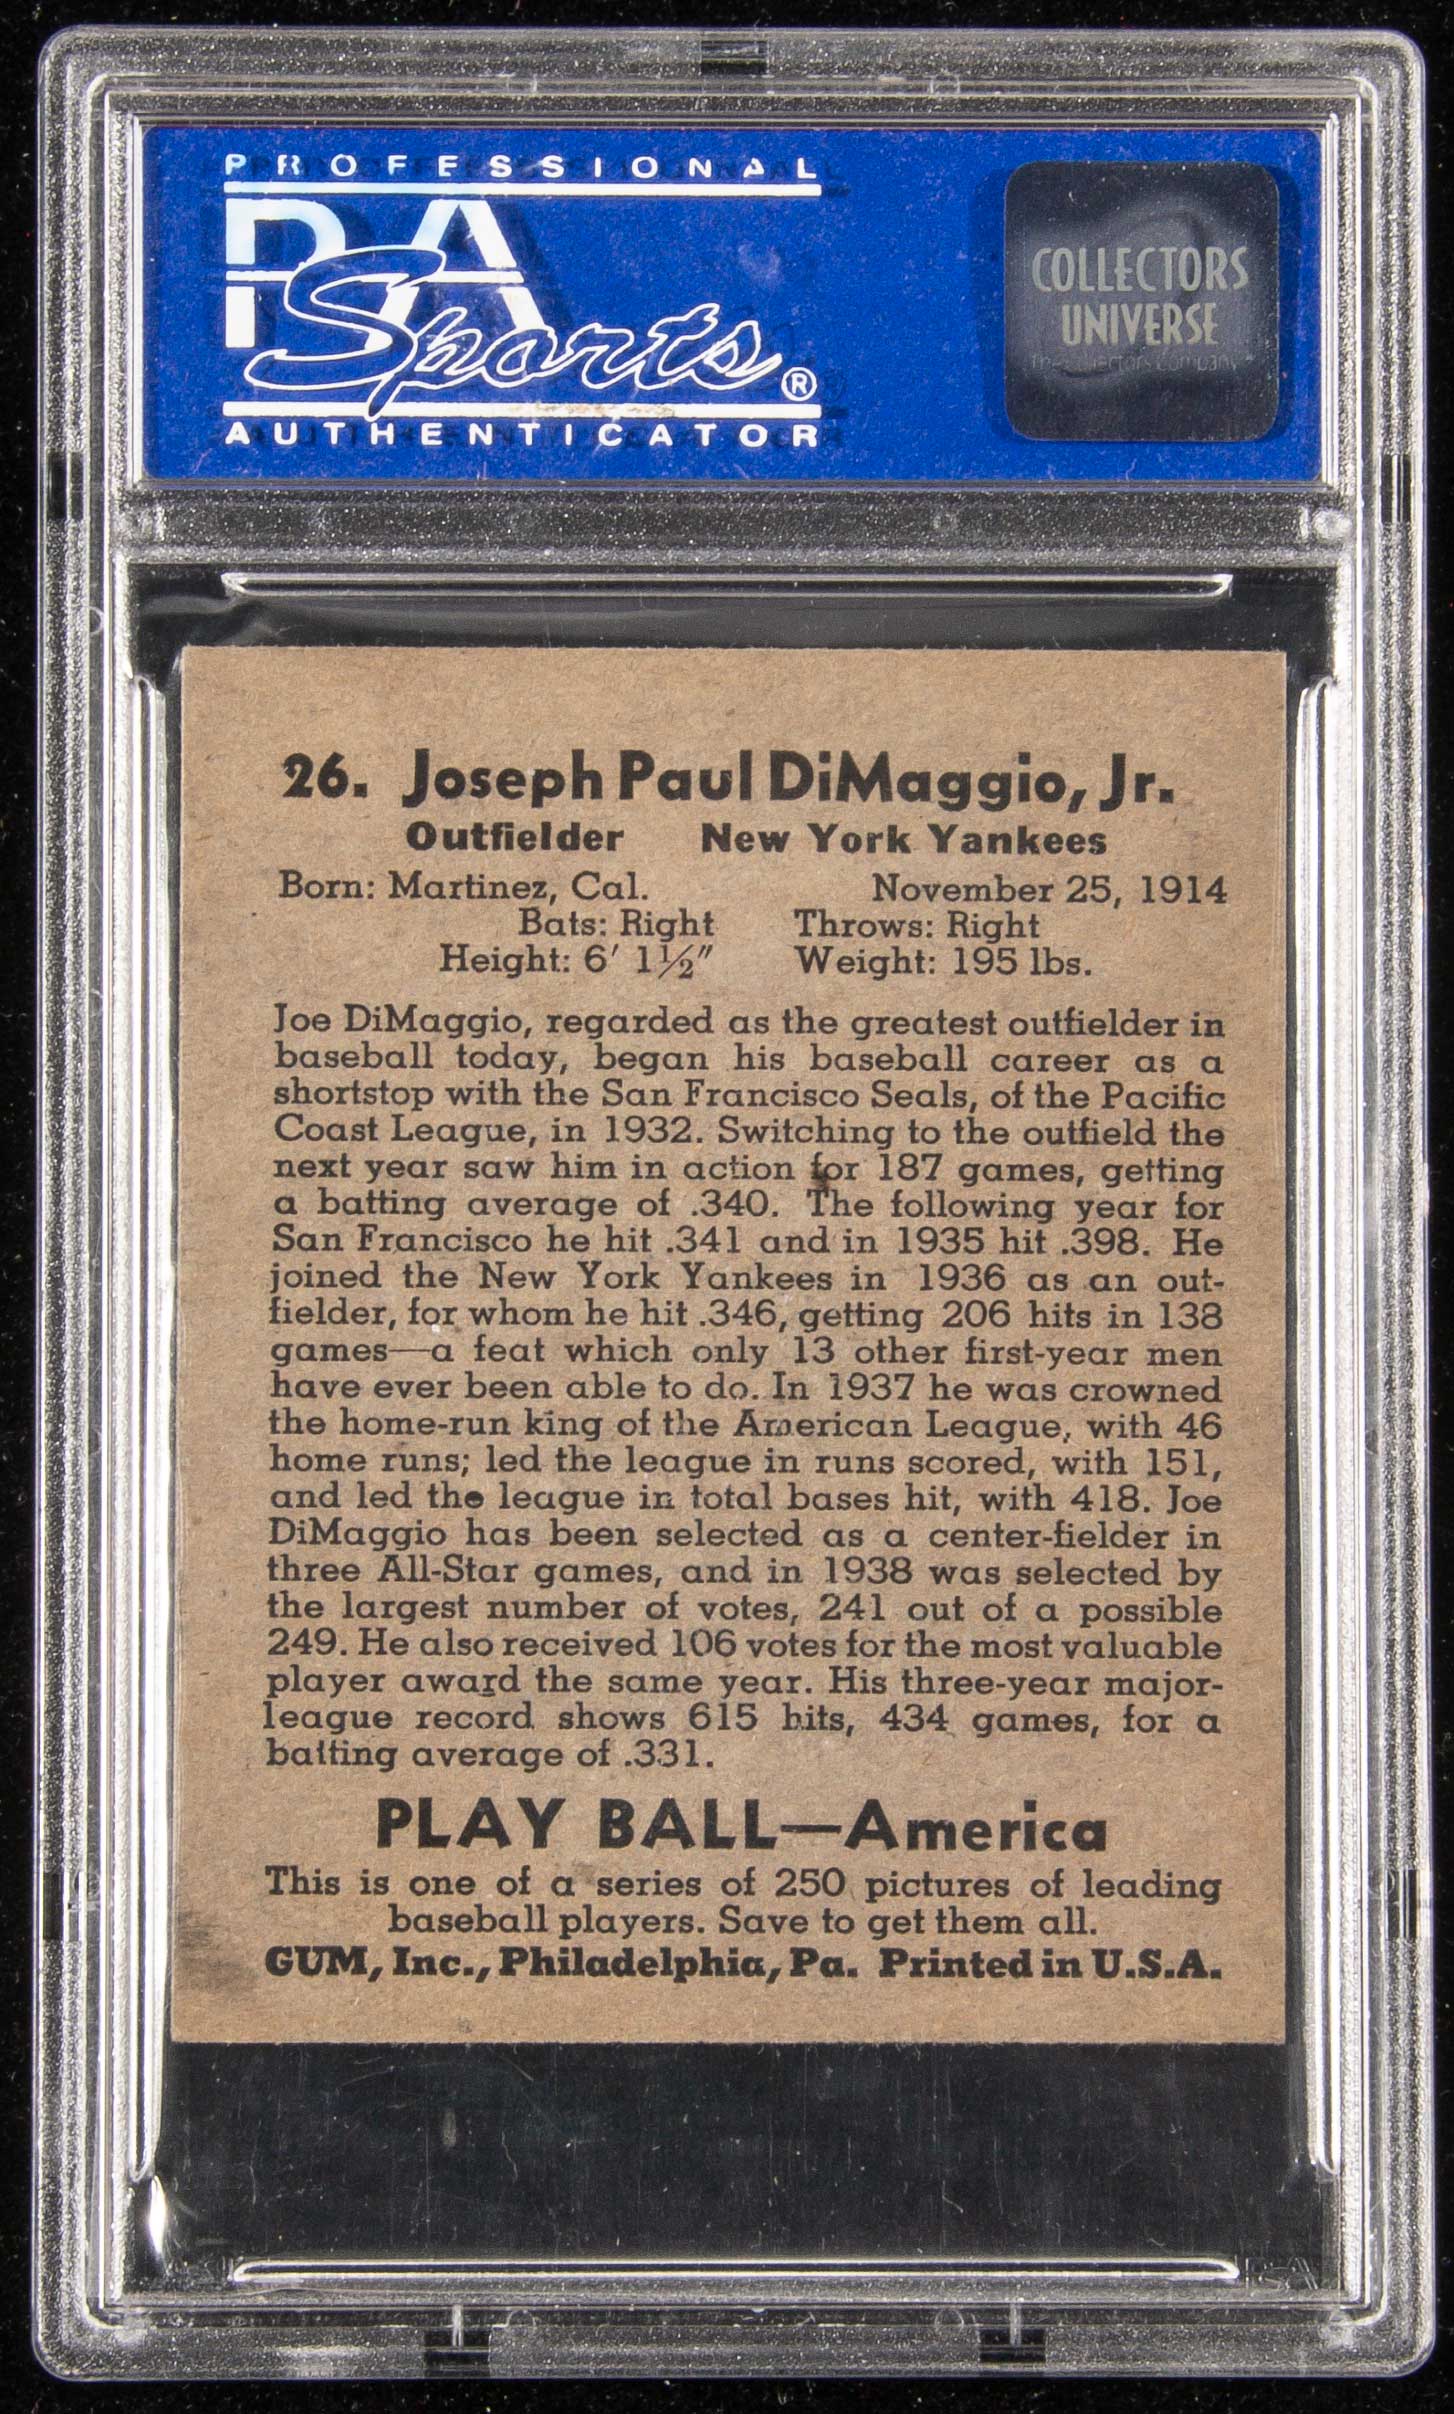 PROFESSIONAL
PSA
Sports®
AUTHENTICATOR
COLLECTORS
UNIVERSE
The Collectors Company
26. Joseph Paul DiMaggio, Jr.
Outfielder New York Yankees
Born: Martinez, Cal. November 25, 1914
Bats: Right Throws: Right
Height: 6' 1½" Weight: 195 lbs.
Joe DiMaggio, regarded as the greatest outfielder in
baseball today, began his baseball career as a
shortstop with the San Francisco Seals, of the Pacific
Coast League, in 1932. Switching to the outfield the
next year saw him in action for 187 games, getting
a batting average of .340. The following year for
San Francisco he hit .341 and in 1935 hit .398. He
joined the New York Yankees in 1936 as an out-
fielder, for whom he hit .346, getting 206 hits in 138
games—a feat which only 13 other first-year men
have ever been able to do. In 1937 he was crowned
the home-run king of the American League, with 46
home runs; led the league in runs scored, with 151,
and led the league in total bases hit, with 418. Joe
DiMaggio has been selected as a center-fielder in
three All-Star games, and in 1938 was selected by
the largest number of votes, 241 out of a possible
249. He also received 106 votes for the most valuable
player award the same year. His three-year major-
league record shows 615 hits, 434 games, for a
batting average of .331.
PLAY BALL—America
This is one of a series of 250 pictures of leading
baseball players. Save to get them all.
GUM, Inc., Philadelphia, Pa. Printed in U.S.A.
PSA